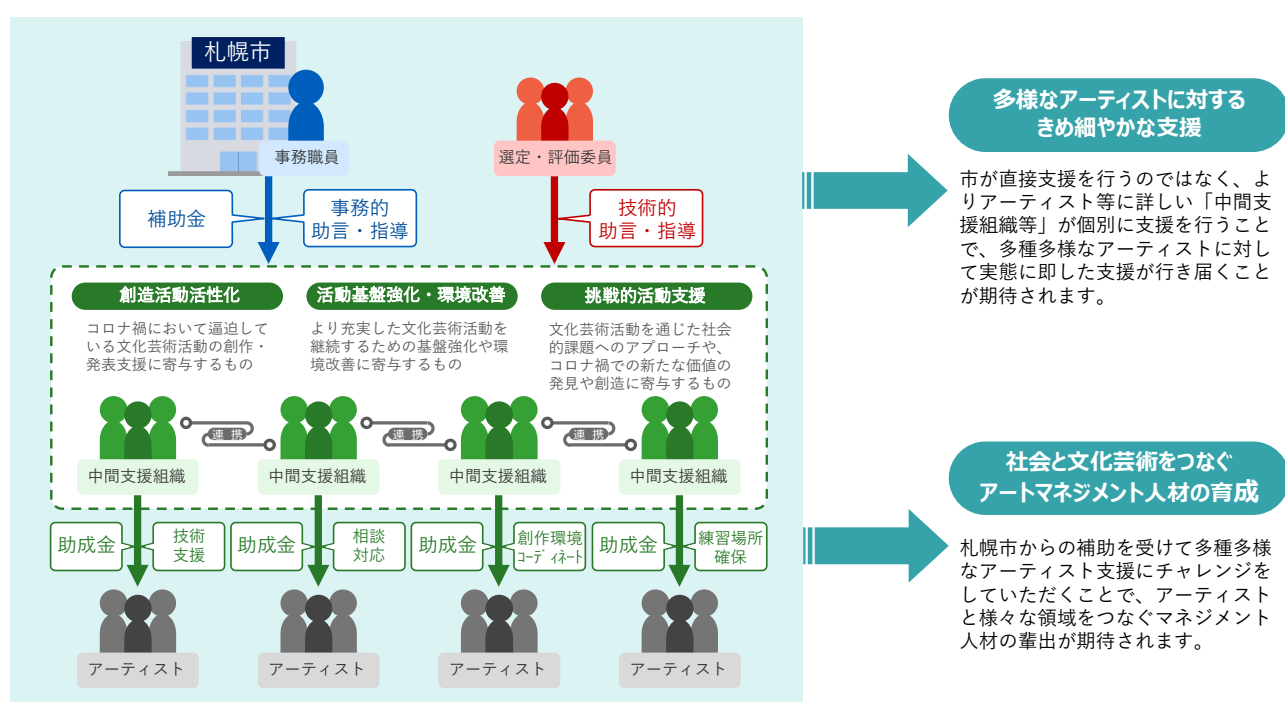 札幌市
事務職員
選定・評価委員
補助金
事務的
助言・指導
技術的
助言・指導
創造活動活性化
コロナ禍において逼迫して
いる文化芸術活動の創作・
発表支援に寄与するもの
活動基盤強化・環境改善
より充実した文化芸術活動を
継続するための基盤強化や環
境改善に寄与するもの
挑戦的活動支援
文化芸術活動を通じた社会
的課題へのアプローチや、
コロナ禍での新たな価値の
発見や創造に寄与するもの
連携
連携
連携
中間支援組織
中間支援組織
中間支援組織
中間支援組織
助成金
技術
支援
助成金
相談
対応
助成金
創作環境
ｺｰﾃﾞｨﾈｰﾄ
助成金
練習場所
確保
アーティスト
アーティスト
アーティスト
アーティスト
多様なアーティストに対する
きめ細やかな支援
市が直接支援を行うのではなく、よ
りアーティスト等に詳しい「中間支
援組織等」が個別に支援を行うこと
で、多種多様なアーティストに対し
て実態に即した支援が行き届くこと
が期待されます。
社会と文化芸術をつなぐ
アートマネジメント人材の育成
札幌市からの補助を受けて多種多様
なアーティスト支援にチャレンジを
していただくことで、アーティスト
と様々な領域をつなぐマネジメント
人材の輩出が期待されます。